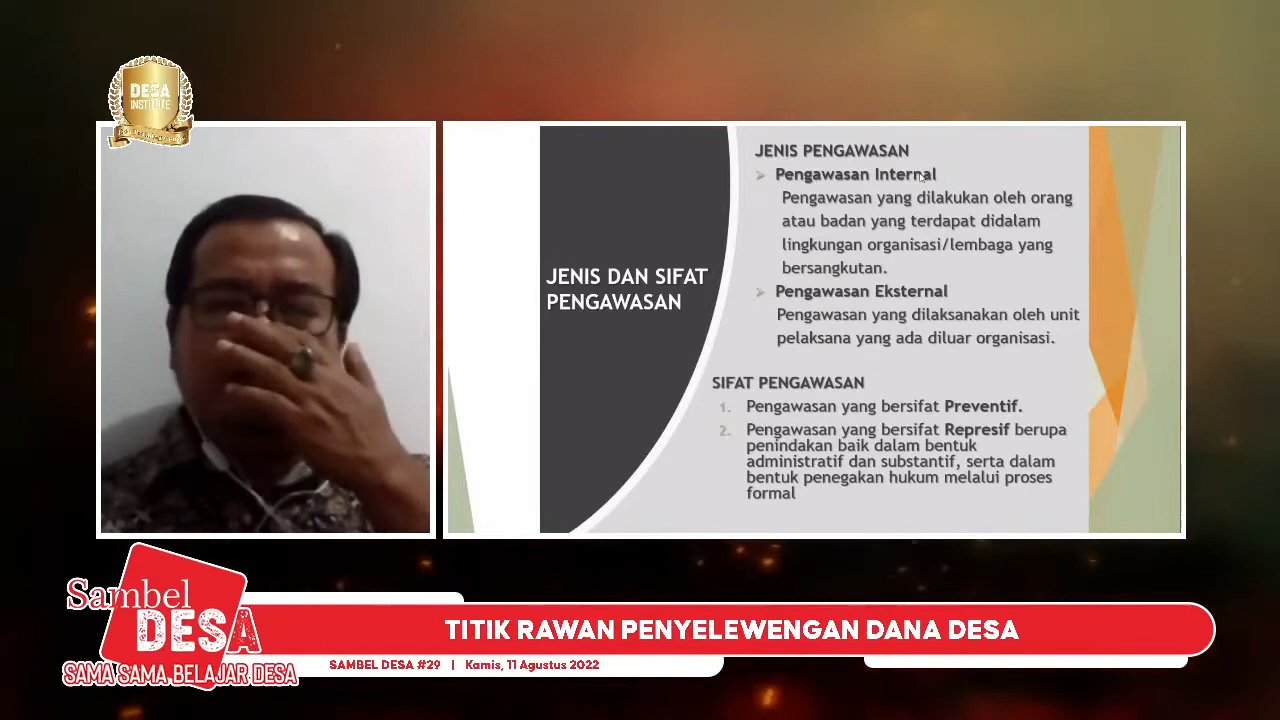 DESA
INSTITUTE
JENIS DAN SIFAT
PENGAWASAN
JENIS PENGAWASAN
Pengawasan Internal
Pengawasan yang dilakukan oleh orang
atau badan yang terdapat didalam
lingkungan organisasi/lembaga yang
bersangkutan.
Pengawasan Eksternal
Pengawasan yang dilaksanakan oleh unit
pelaksana yang ada diluar organisasi.
SIFAT PENGAWASAN
1. Pengawasan yang bersifat Preventif.
2. Pengawasan yang bersifat Represif berupa
penindakan baik dalam bentuk
administratif dan substantif, serta dalam
bentuk penegakan hukum melalui proses
formal
Sambel
DESA
SAMA SAMA BELAJAR DESA
TITIK RAWAN PENYELEWENGAN DANA DESA
SAMBEL DESA #29 | Kamis, 11 Agustus 2022